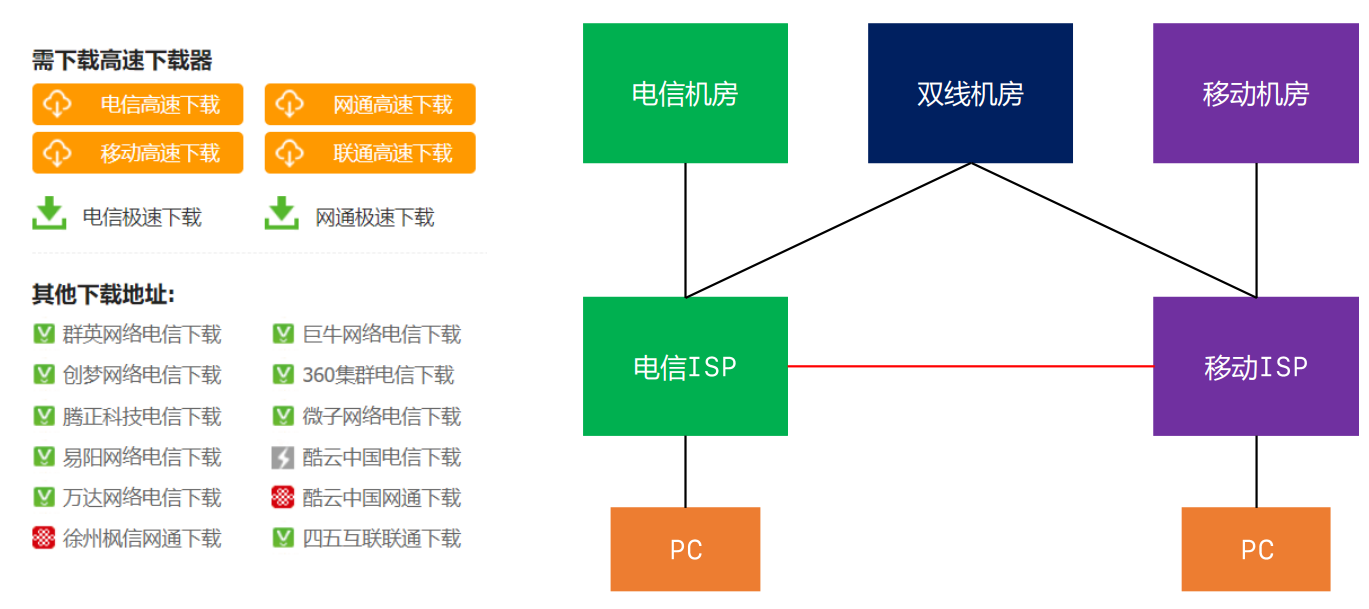 需下载高速下载器
电信高速下载 网通高速下载
移动高速下载 联通高速下载
电信极速下载 网通极速下载
其他下载地址:
群英网络电信下载 巨牛网络电信下载
创梦网络电信下载 360集群电信下载
腾正科技电信下载 微子网络电信下载
易阳网络电信下载 酷云中国电信下载
万达网络电信下载 酷云中国网通下载
徐州枫信网通下载 四五互联联通下载
电信机房 双线机房 移动机房
电信ISP 移动ISP
PC PC